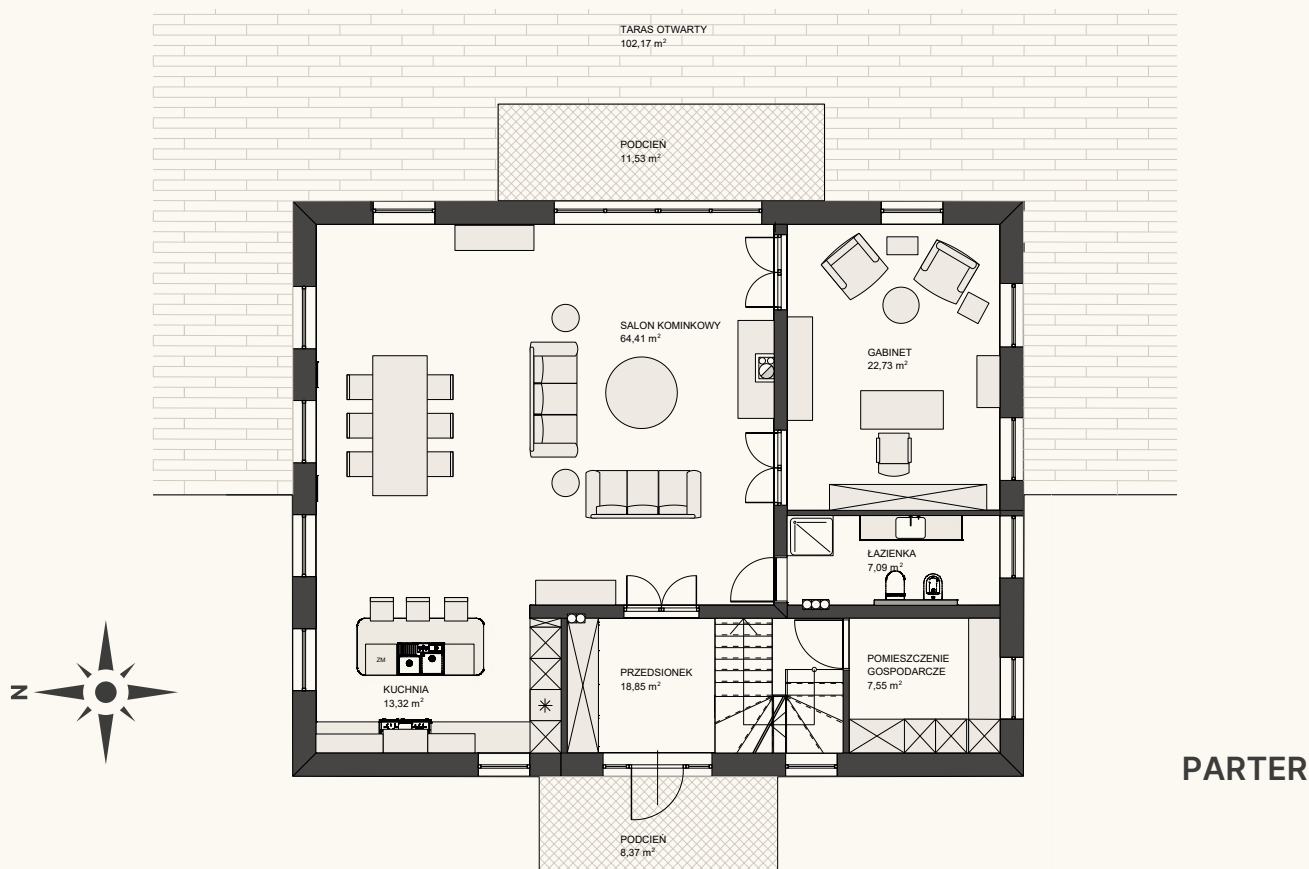 TARAS OTWARTY
102,17 m²
PODCIEŃ
11,53 m²
SALON KOMINKOWY
64,41 m²
GABINET
22,73 m²
ŁAZIENKA
7,09 m²
ZM
KUCHNIA
13,32 m²
PRZEDSIONEK
18,85 m²
POMIESZCZENIE
GOSPODARCZE
7,55 m²
N
PARTER
PODCIEŃ
8,37 m²